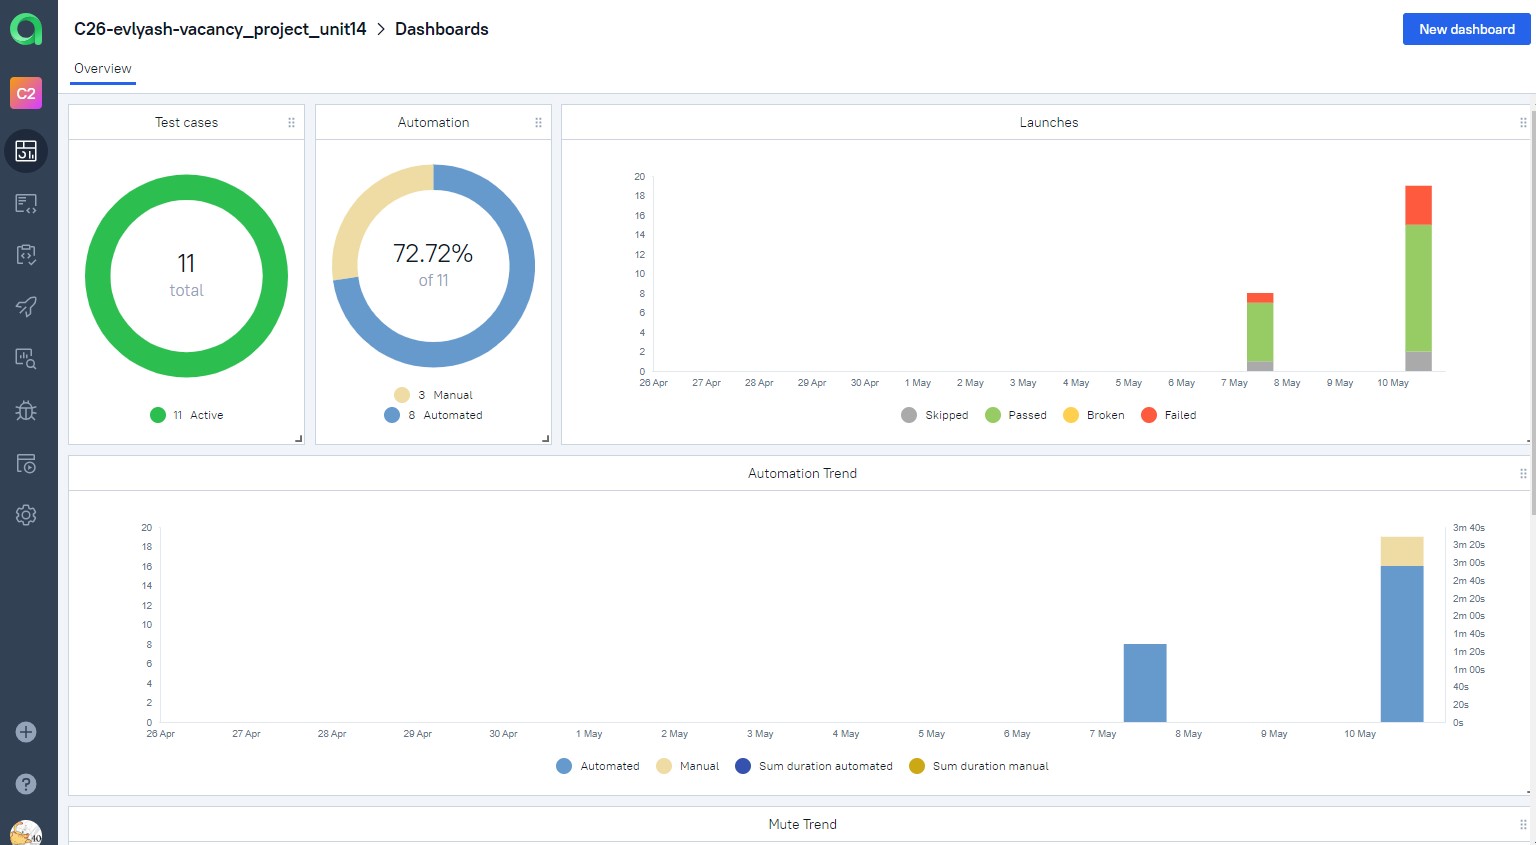 C26-evlyash-vacancy_project_unit14 > Dashboards
New dashboard
Overview
C2
Test cases
11
total
11 Active
Automation
72.72%
of 11
3 Manual
8 Automated
Launches
20
18
16
14
12
10
8
6
4
2
0
26 Apr 27 Apr 28 Apr 29 Apr 30 Apr 1 May 2 May 3 May 4 May 5 May 6 May 7 May 8 May 9 May 10 May
Skipped Passed Broken Failed
Automation Trend
20
18
16
14
12
10
8
6
4
2
0
3m 40s
3m 20s
3m 00s
2m 40s
2m 20s
2m 00s
1m 40s
1m 20s
1m 00s
40s
20s
0s
26 Apr 27 Apr 28 Apr 29 Apr 30 Apr 1 May 2 May 3 May 4 May 5 May 6 May 7 May 8 May 9 May 10 May
Automated Manual Sum duration automated Sum duration manual
Mute Trend
40